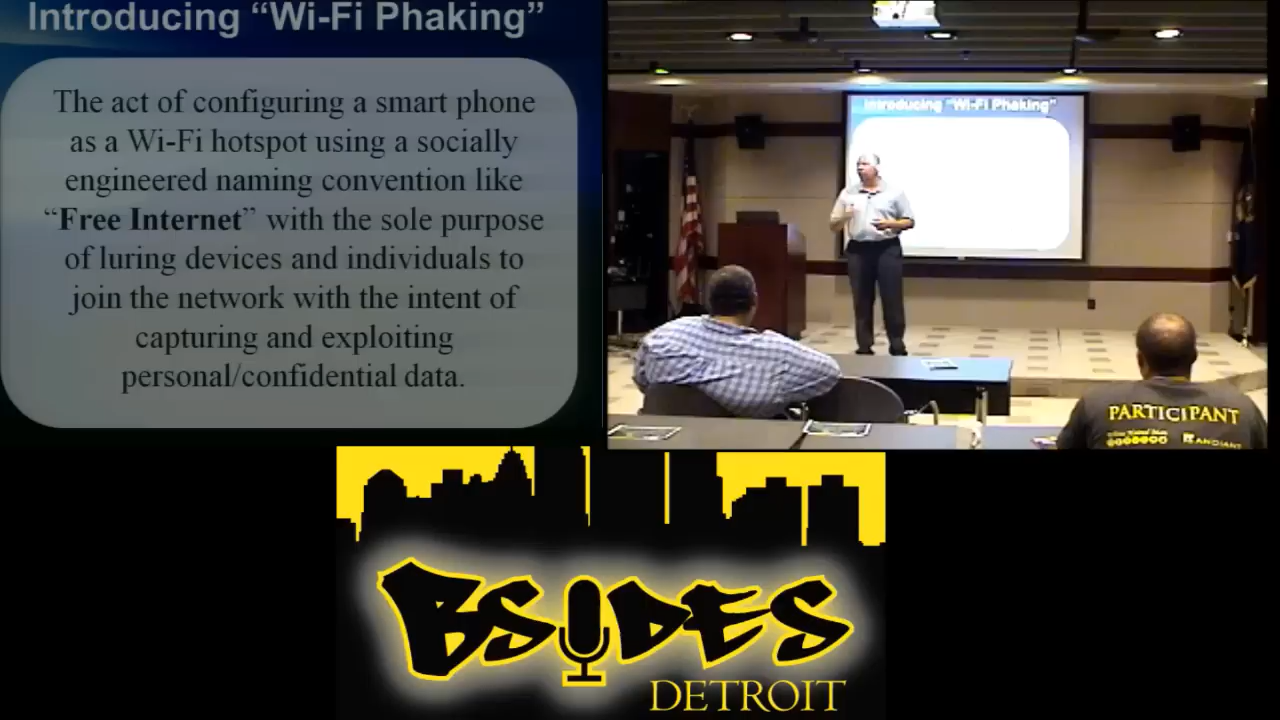 Introducing “Wi-Fi Phaking”
The act of configuring a smart phone
as a Wi-Fi hotspot using a socially
engineered naming convention like
“Free Internet” with the sole purpose
of luring devices and individuals to
join the network with the intent of
capturing and exploiting
personal/confidential data.
Introducing “Wi-Fi Phaking”
PARTICIPANT
MANDIANT
BSIDES
DETROIT